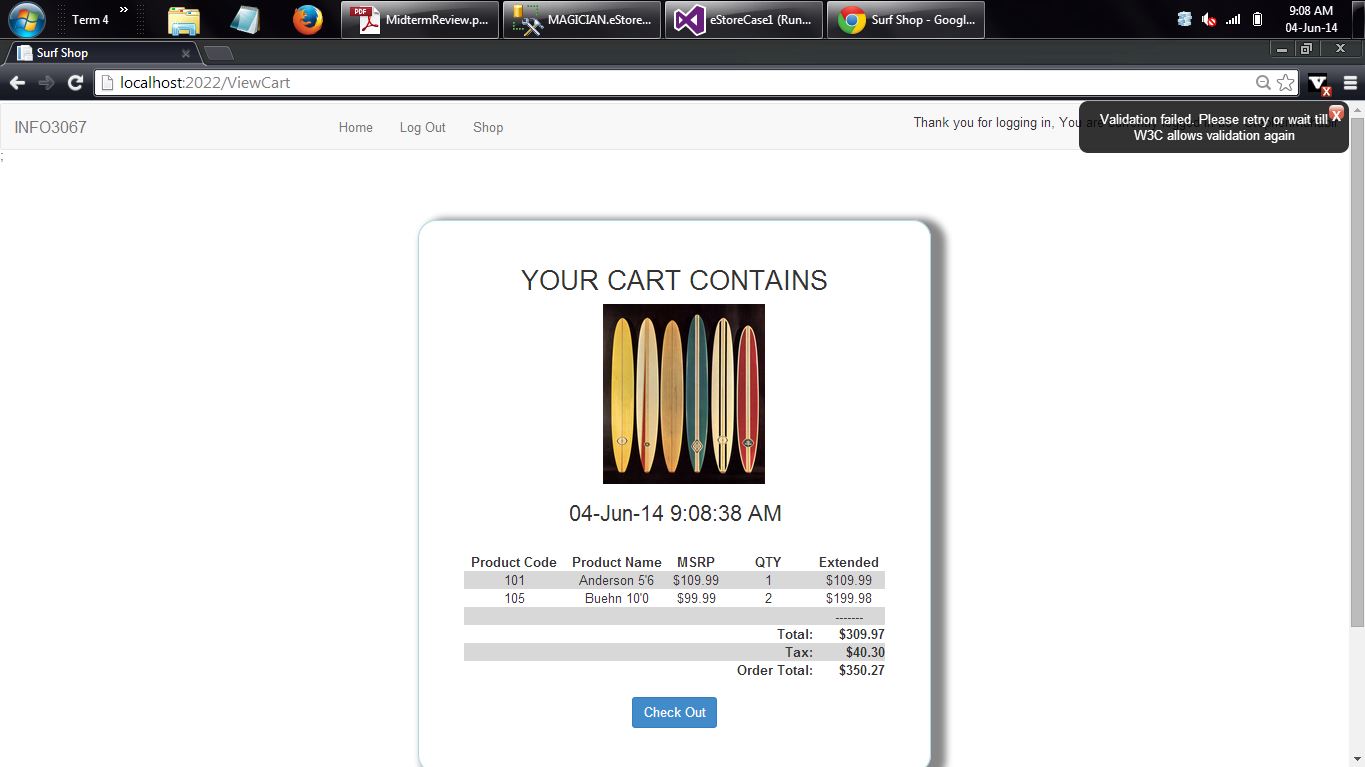 Term 4
»
MidtermReview.p...
MAGICIAN.eStore...
eStoreCase1 (Run...
Surf Shop - Googl...
9:08 AM
04-Jun-14
Surf Shop
localhost:2022/ViewCart
INFO3067
Home
Log Out
Shop
Thank you for logging in, You
Validation failed. Please retry or wait till
W3C allows validation again
;
YOUR CART CONTAINS
04-Jun-14 9:08:38 AM
Product Code Product Name MSRP QTY Extended
101 Anderson 5'6 $109.99 1 $109.99
105 Buehn 10'0 $99.99 2 $199.98
-------
Total: $309.97
Tax: $40.30
Order Total: $350.27
Check Out